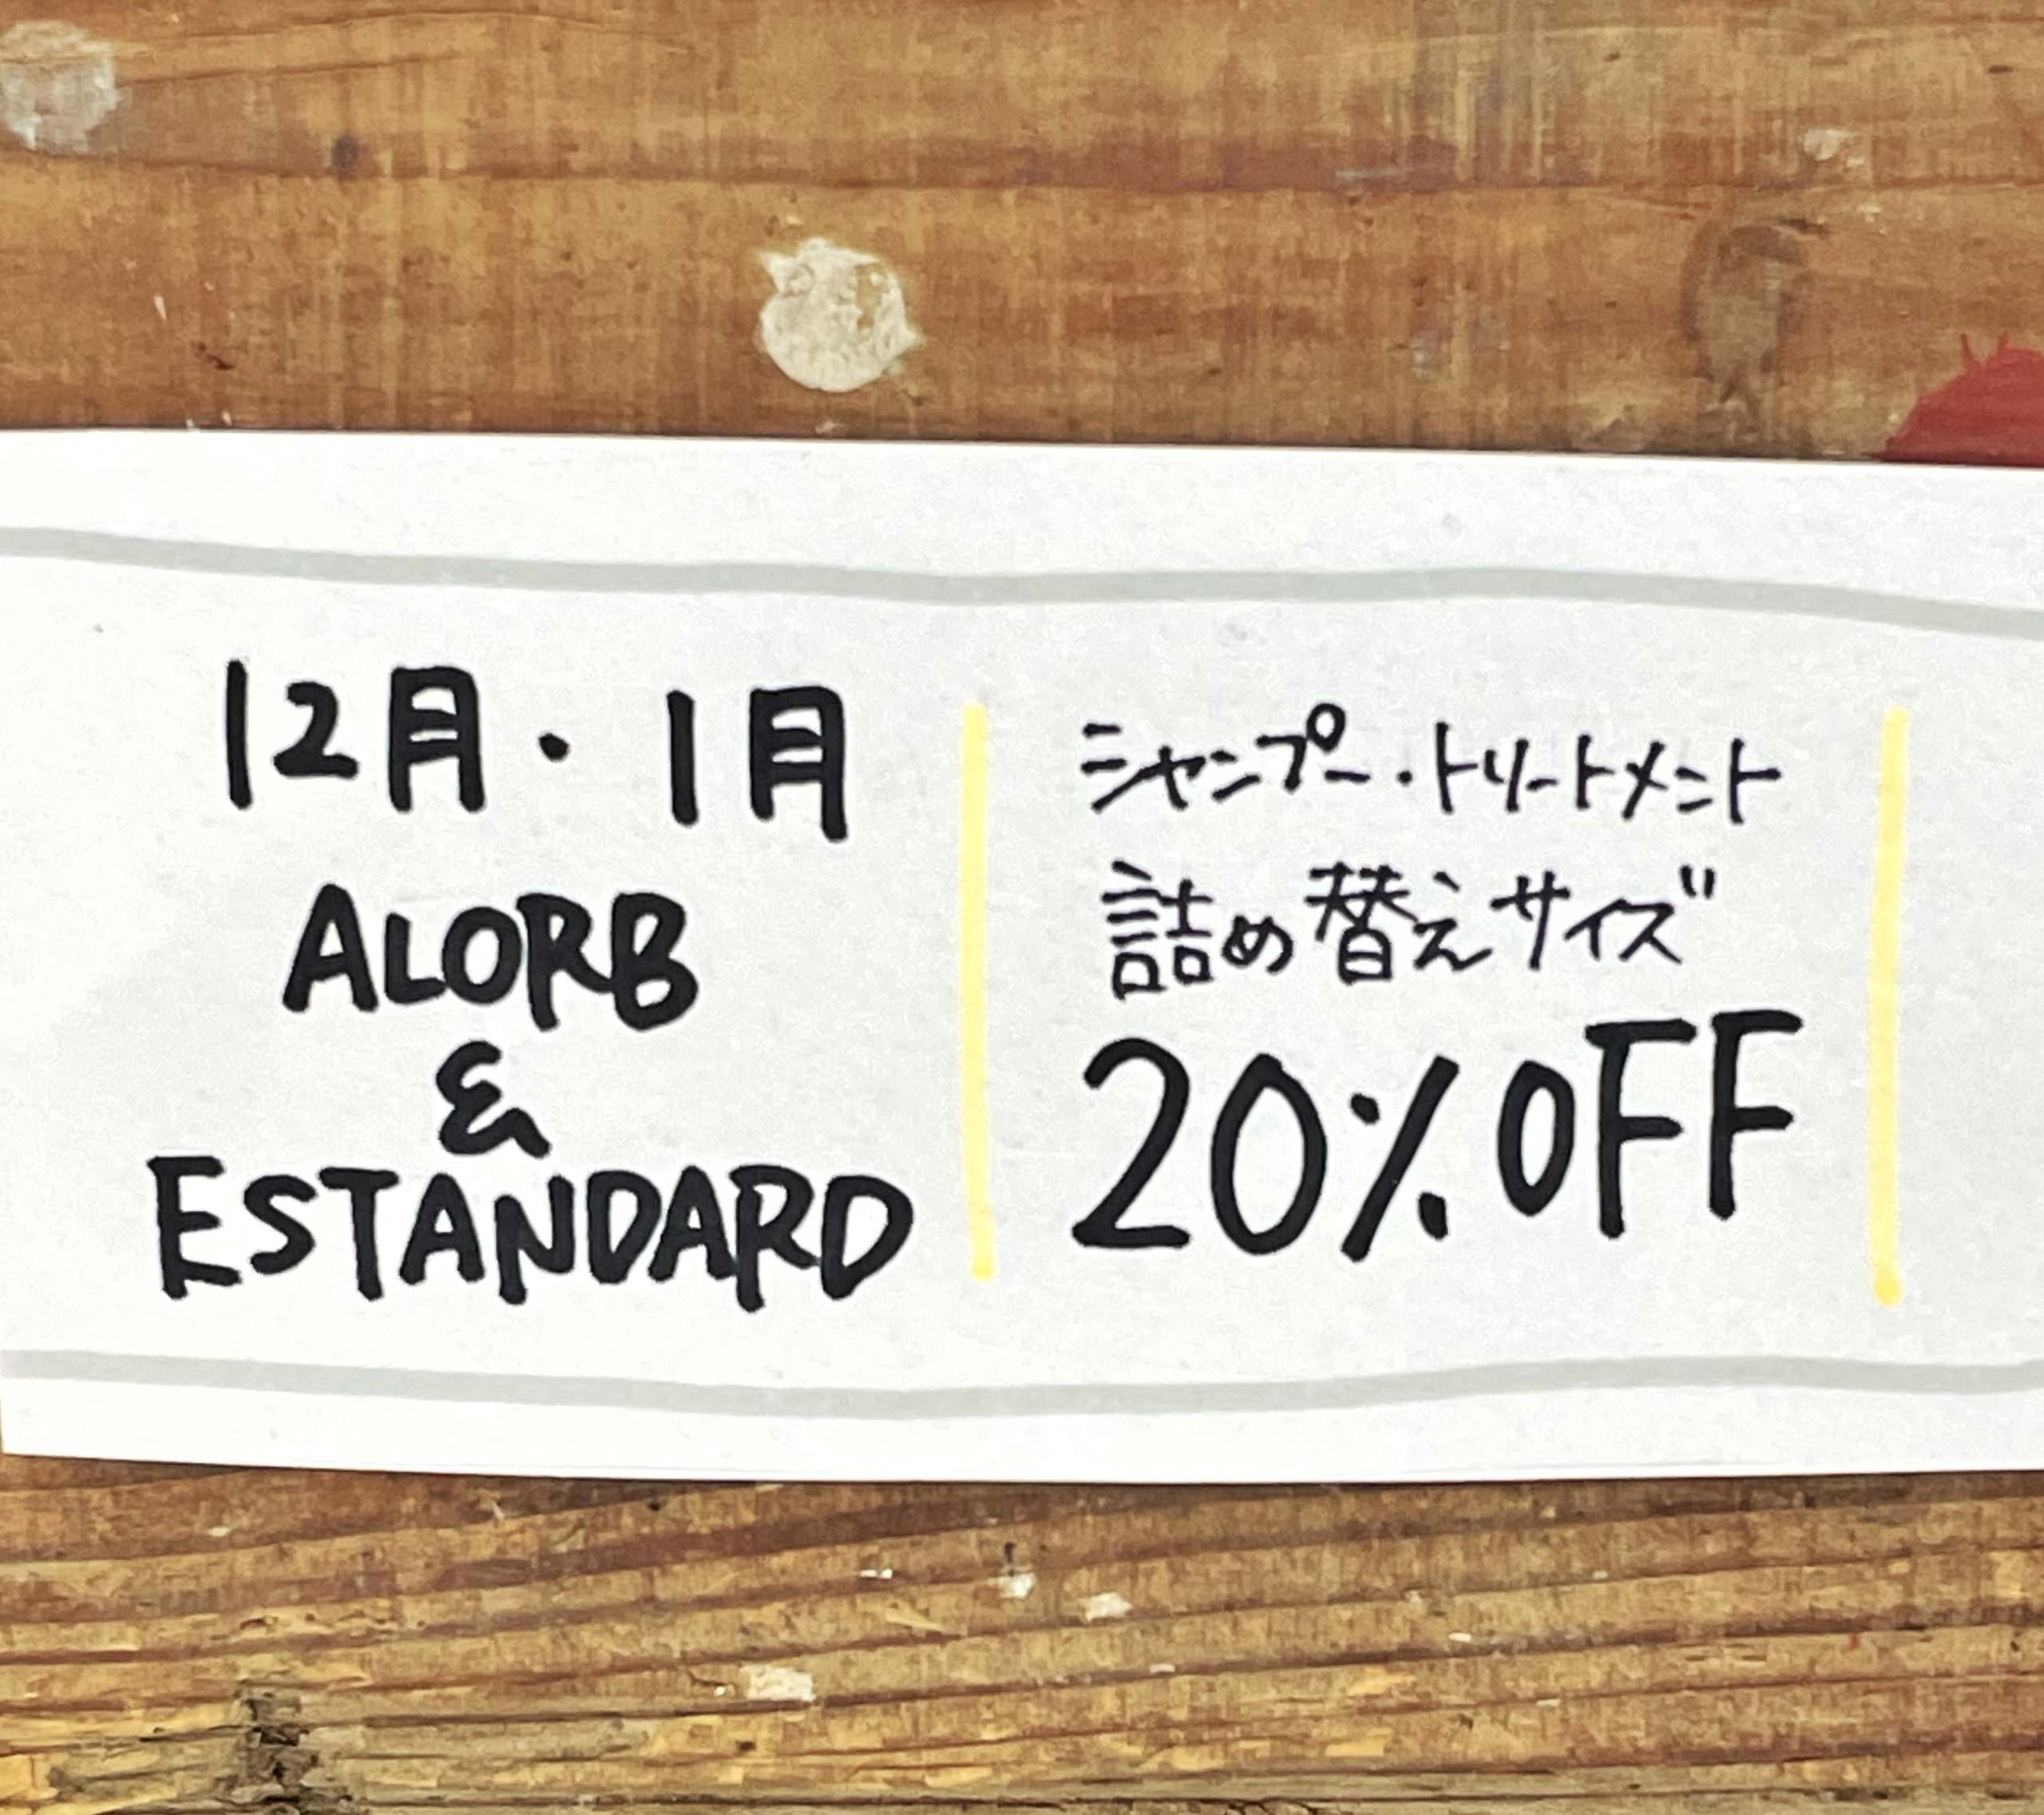 12月・1月
ALORB
&
ESTANDARD
シャンプー・トリートメント
詰め替えサイズ
20%OFF